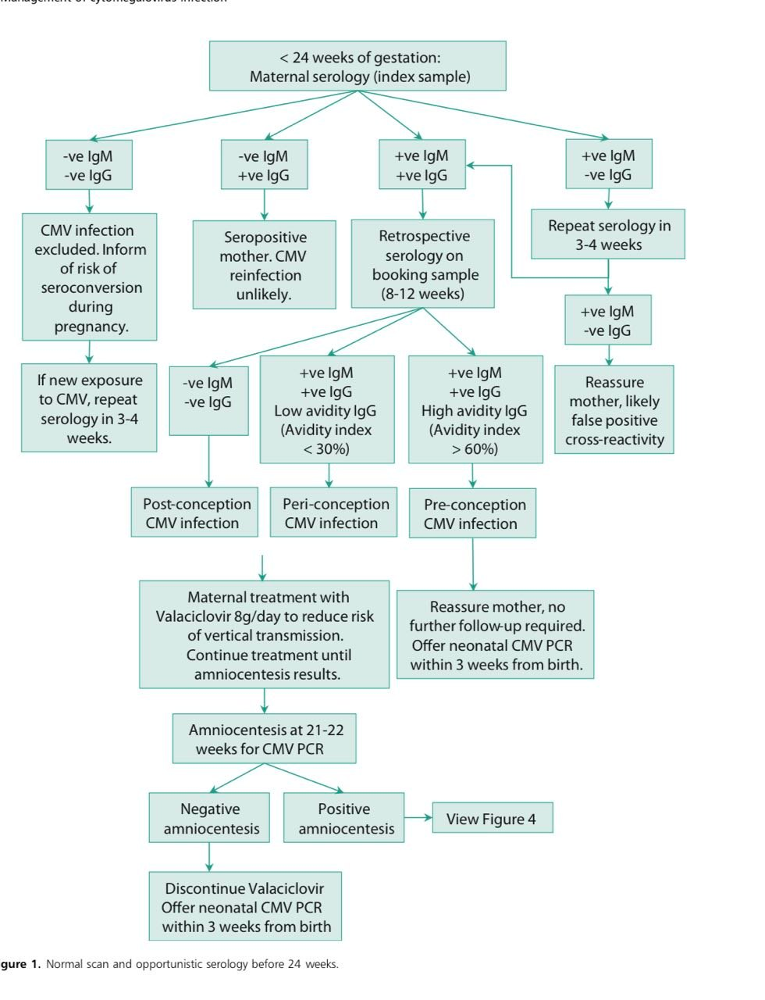 Management of cytomegalovirus infection
< 24 weeks of gestation:
Maternal serology (index sample)
-ve IgM
-ve IgG
-ve IgM
+ve IgG
+ve IgM
+ve IgG
+ve IgM
-ve IgG
CMV infection
excluded. Inform
of risk of
seroconversion
during
pregnancy.
Seropositive
mother. CMV
reinfection
unlikely.
Retrospective
serology on
booking sample
(8-12 weeks)
Repeat serology in
3-4 weeks
+ve IgM
-ve IgG
If new exposure
to CMV, repeat
serology in 3-4
weeks.
-ve IgM
-ve IgG
+ve IgM
+ve IgG
Low avidity IgG
(Avidity index
< 30%)
+ve IgM
+ve IgG
High avidity IgG
(Avidity index
> 60%)
Reassure
mother, likely
false positive
cross-reactivity
Post-conception
CMV infection
Peri-conception
CMV infection
Pre-conception
CMV infection
Maternal treatment with
Valaciclovir 8g/day to reduce risk
of vertical transmission.
Continue treatment until
amniocentesis results.
Reassure mother, no
further follow-up required.
Offer neonatal CMV PCR
within 3 weeks from birth.
Amniocentesis at 21-22
weeks for CMV PCR
Negative
amniocentesis
Positive
amniocentesis
View Figure 4
Discontinue Valaciclovir
Offer neonatal CMV PCR
within 3 weeks from birth
gure 1. Normal scan and opportunistic serology before 24 weeks.